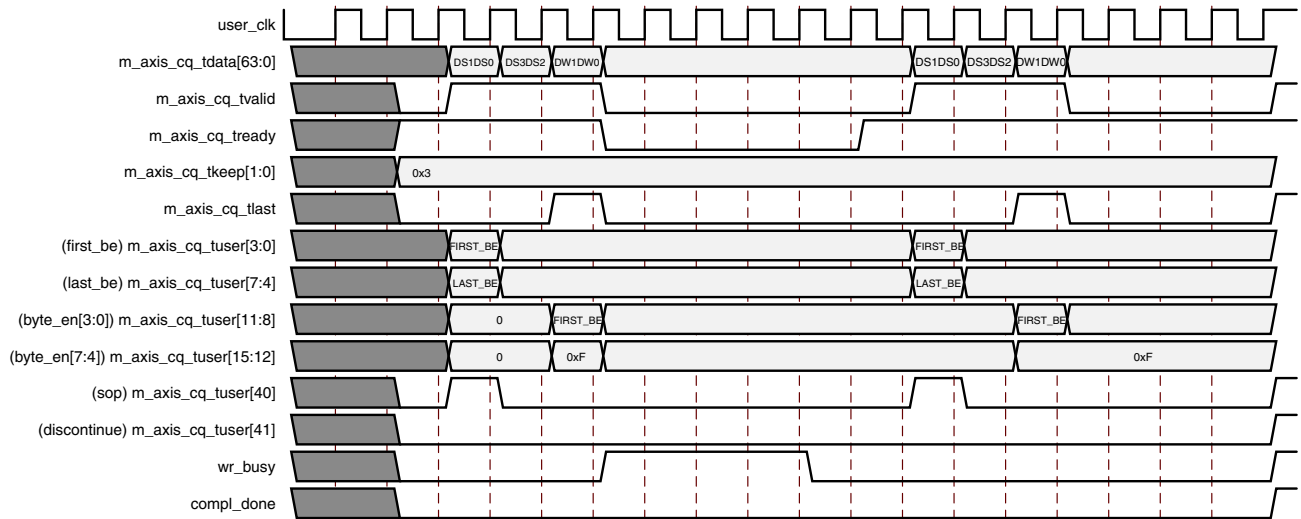 user_clk
m_axis_cq_tdata[63:0] DS1DS0 DS3DS2 DW1DW0 DS1DS0 DS3DS2 DW1DW0
m_axis_cq_tvalid
m_axis_cq_tready
m_axis_cq_tkeep[1:0] 0x3
m_axis_cq_tlast
(first_be) m_axis_cq_tuser[3:0] FIRST_BE FIRST_BE
(last_be) m_axis_cq_tuser[7:4] LAST_BE LAST_BE
(byte_en[3:0]) m_axis_cq_tuser[11:8] 0 FIRST_BE FIRST_BE
(byte_en[7:4]) m_axis_cq_tuser[15:12] 0 0xF 0xF
(sop) m_axis_cq_tuser[40]
(discontinue) m_axis_cq_tuser[41]
wr_busy
compl_done